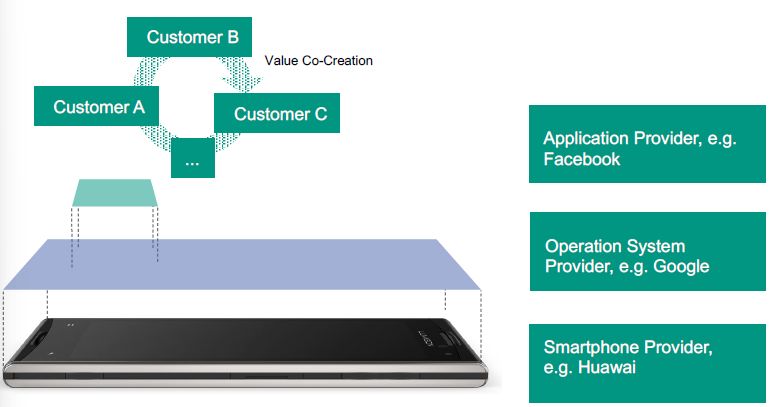 Customer B
Value Co-Creation
Customer A
Customer C
...
Application Provider, e.g.
Facebook
Operation System
Provider, e.g. Google
Smartphone Provider,
e.g. Huawai